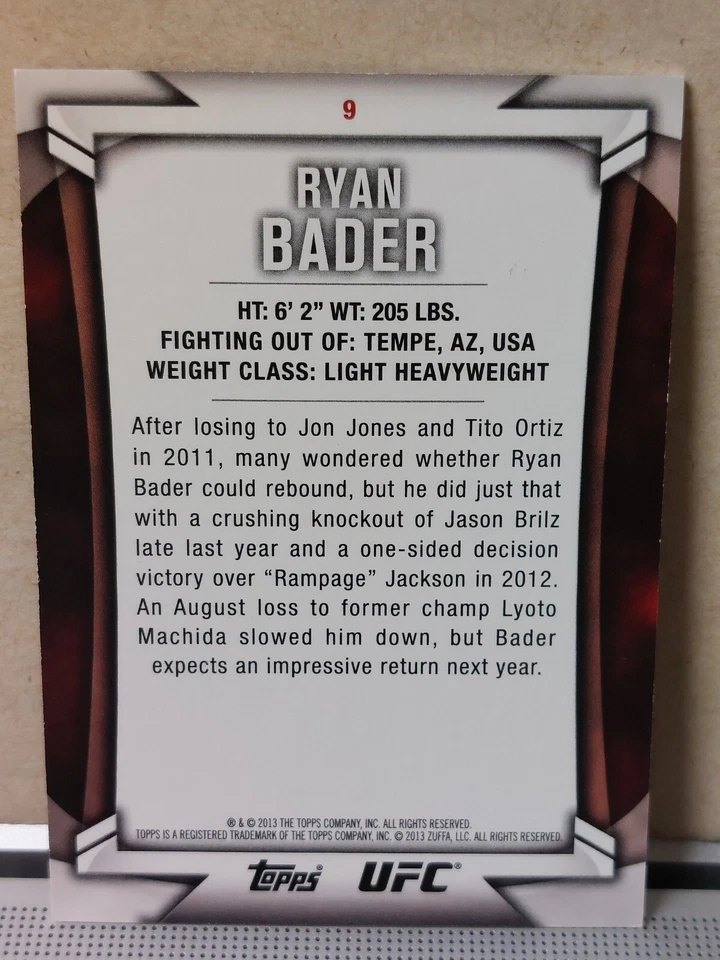 9
RYAN
BADER
HT: 6' 2" WT: 205 LBS.
FIGHTING OUT OF: TEMPE, AZ, USA
WEIGHT CLASS: LIGHT HEAVYWEIGHT
After losing to Jon Jones and Tito Ortiz
in 2011, many wondered whether Ryan
Bader could rebound, but he did just that
with a crushing knockout of Jason Brilz
late last year and a one-sided decision
victory over “Rampage” Jackson in 2012.
An August loss to former champ Lyoto
Machida slowed him down, but Bader
expects an impressive return next year.
® & © 2013 THE TOPPS COMPANY, INC. ALL RIGHTS RESERVED.
TOPPS IS A REGISTERED TRADEMARK OF THE TOPPS COMPANY, INC. © 2013 ZUFFA, LLC. ALL RIGHTS RESERVED.
topps® UFC®